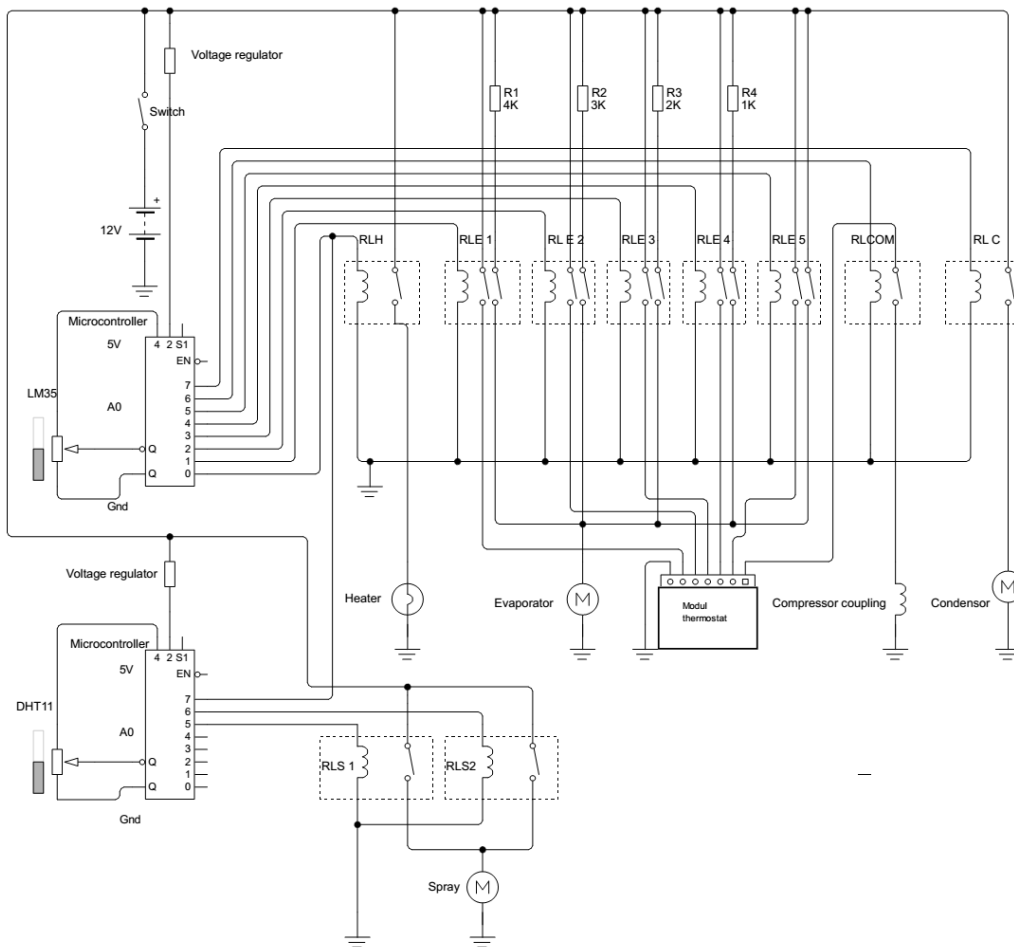 Voltage regulator
R1
4K
R2
3K
R3
2K
R4
1K
Switch
+
12V
RLH
RLE 1
RL E 2
RLE 3
RLE 4
RLE 5
RLCOM
RL C
Microcontroller
4 2 S1
5V
EN
7
LM35
6
A0
5
4
3
Q 2
1
Q 0
Gnd
Voltage regulator
Heater
Evaporator
M
Modul
thermostat
Compressor coupling
Condensor
M
Microcontroller
4 2 S1
5V
EN
7
DHT11
6
5
A0
4
3
Q 2
1
Q 0
Gnd
RLS 1
RLS2
Spray
M